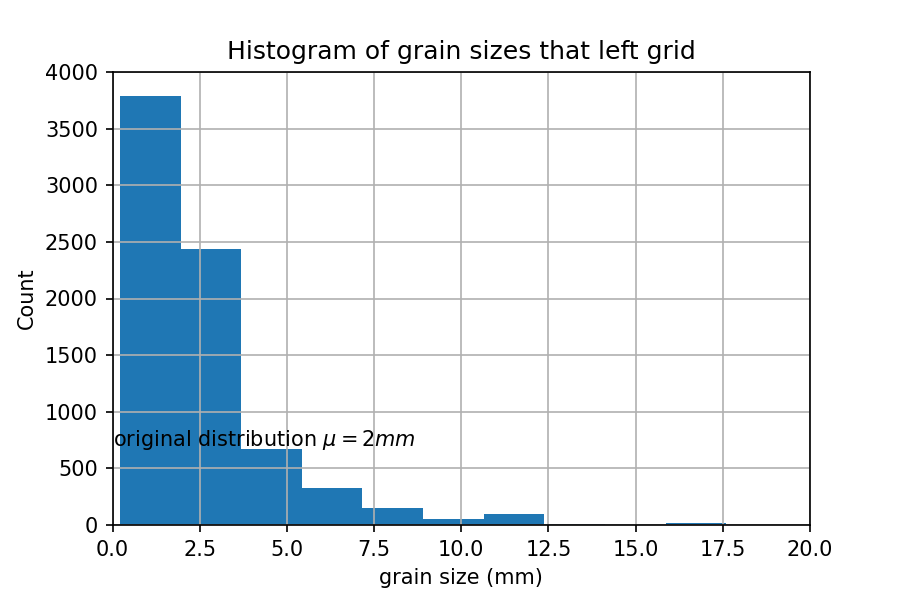 Histogram of grain sizes that left grid
4000
3500
3000
2500
2000
1500
1000
500
0
Count
original distribution μ = 2mm
0.0 2.5 5.0 7.5 10.0 12.5 15.0 17.5 20.0
grain size (mm)